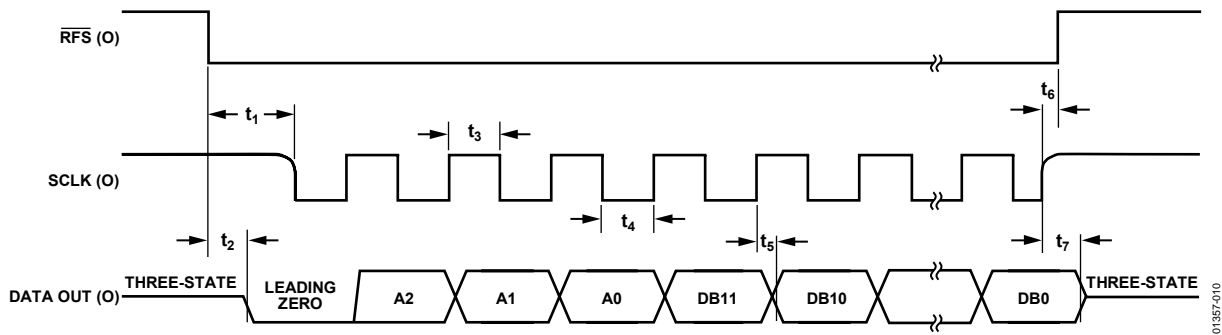 RFS (O)
t1
t3
t6
SCLK (O)
t2
t4
t5
t7
DATA OUT (O)
THREE-STATE
LEADING
ZERO
A2
A1
A0
DB11
DB10
DB0
THREE-STATE
01357-010